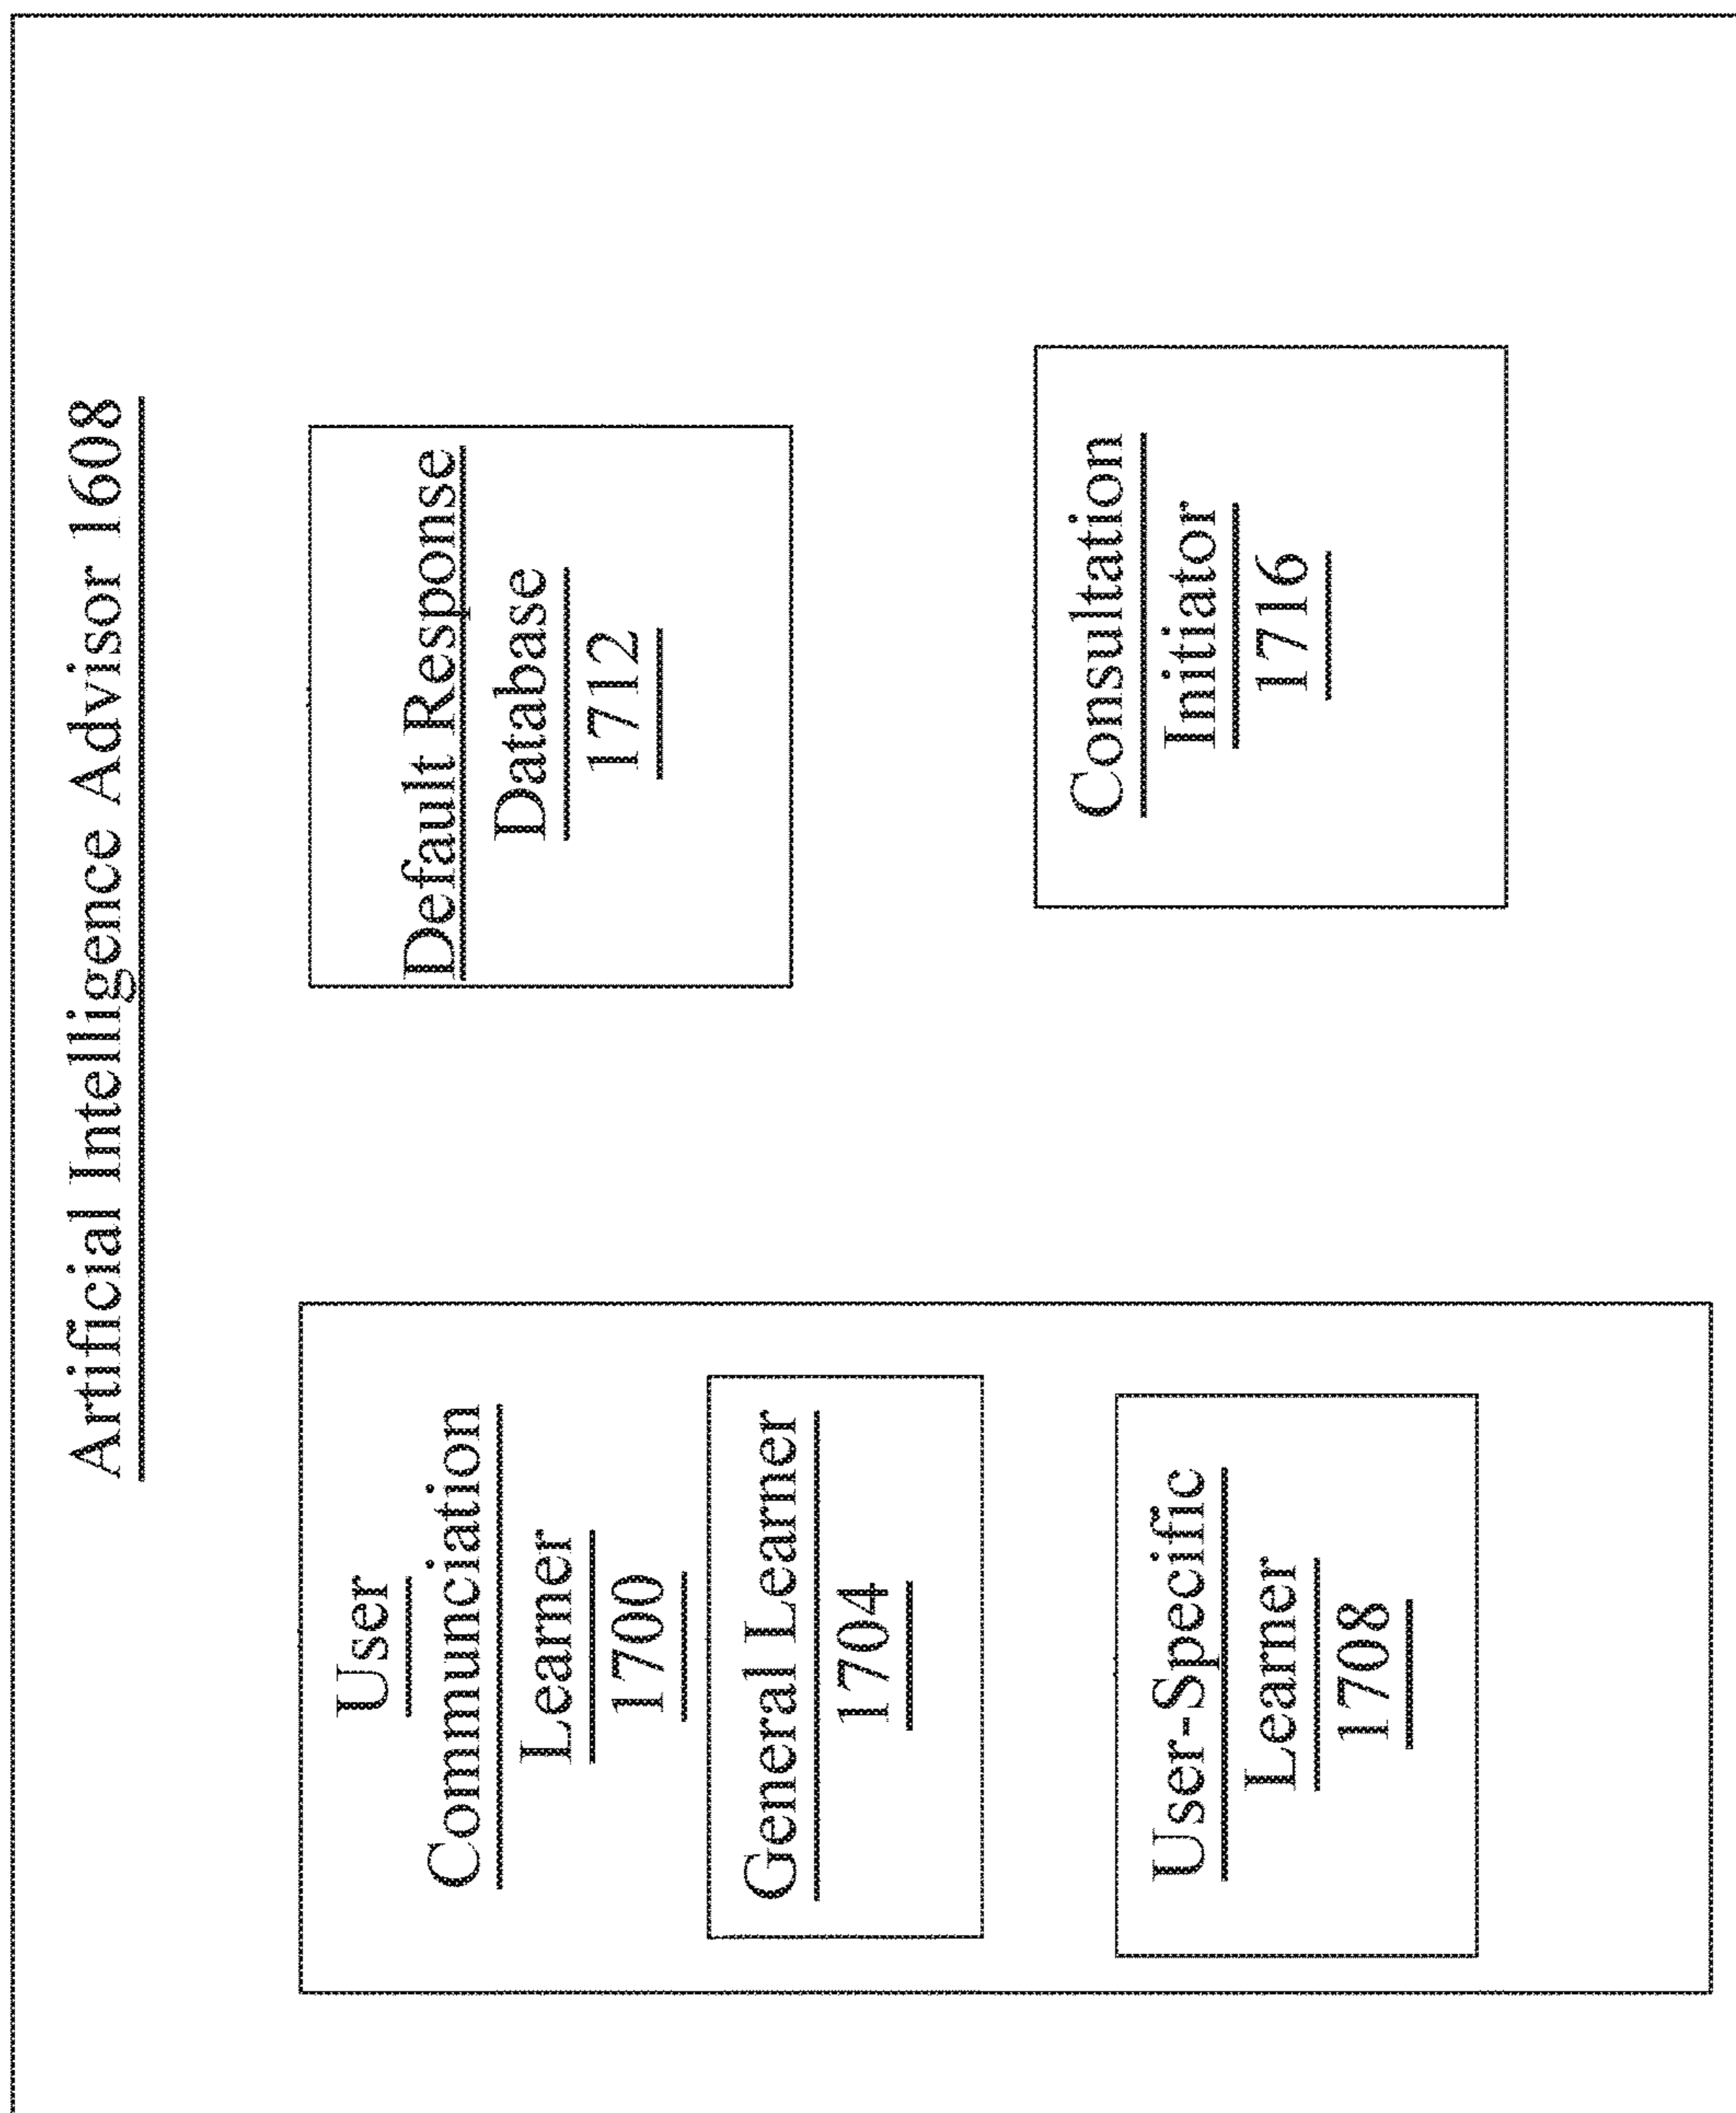 Artificial Intelligence Advisor 1608
User
Communciation
Learner
1700
General Learner
1704
User-Specific
Learner
1708
Default Response
Database
1712
Consultation
Initiator
1716